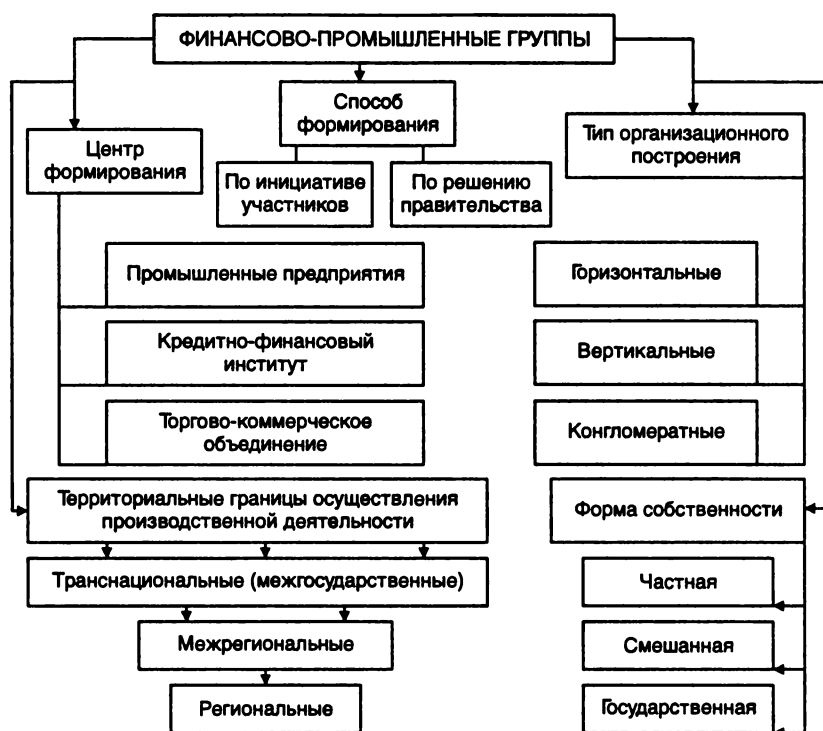 ФИНАНСОВО-ПРОМЫШЛЕННЫЕ ГРУППЫ
Центр
формирования
Способ
формирования
По инициативе
участников
По решению
правительства
Тип организационного
построения
Промышленные предприятия
Кредитно-финансовый
институт
Торгово-коммерческое
объединение
Горизонтальные
Вертикальные
Конгломератные
Территориальные границы осуществления
производственной деятельности
Транснациональные (межгосударственные)
Межрегиональные
Региональные
Форма собственности
Частная
Смешанная
Государственная